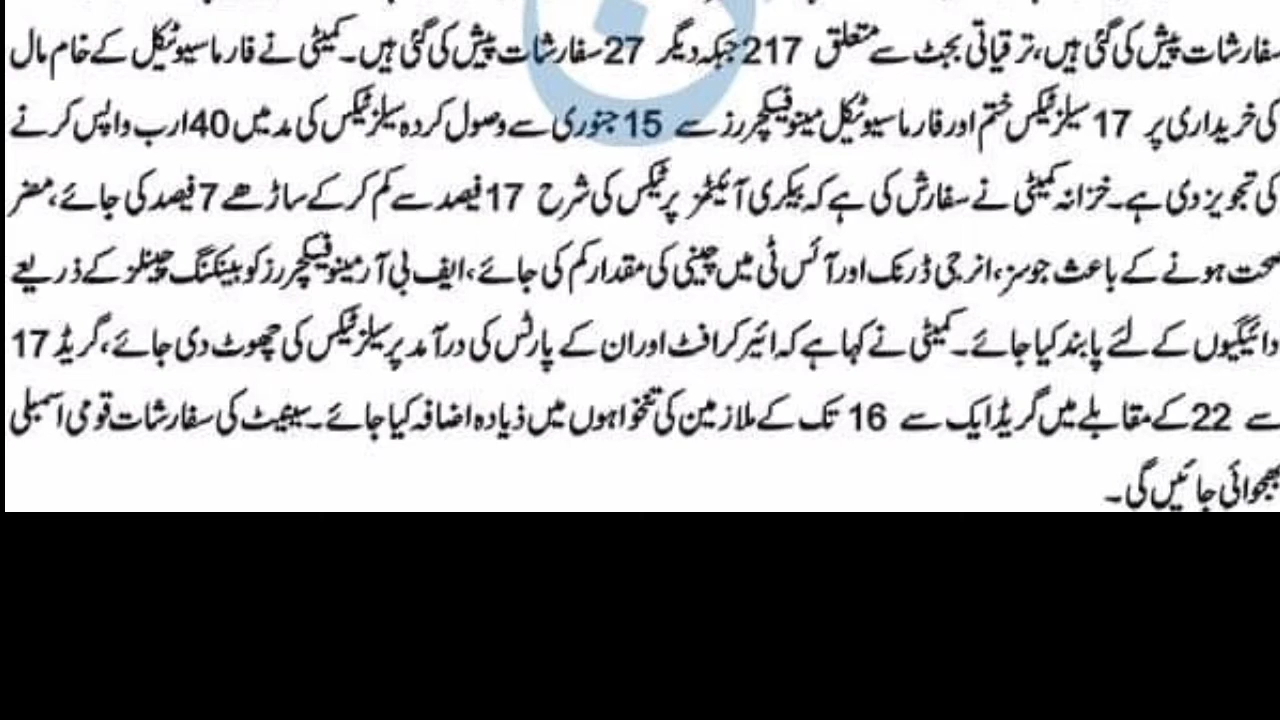 سفارشات پیش کی گئی ہیں، ترقیاتی بجٹ سے متعلق 217 جبکہ دیگر 27 سفارشات پیش کی گئی ہیں۔ کمیٹی نے فارماسیوٹیکل کے خام مال
کی خریداری پر 17 سیلز ٹیکس ختم اور فارماسیوٹیکل مینوفیکچررز سے 15 جنوری سے وصول کردہ سیلز ٹیکس کی مد میں 40 ارب واپس کرنے
کی تجویز دی ہے۔ خزانہ کمیٹی نے سفارش کی ہے کہ بیکری آئیٹمز پر ٹیکس کی شرح 17 فیصد سے کم کر کے ساڑھے 7 فیصد کی جائے، مضر
صحت ہونے کے باعث جوسز، انرجی ڈرنک اور آئس ٹی میں چینی کی مقدار کم کی جائے، ایف بی آر مینوفیکچررز کو بینکنگ چینلز کے ذریعے
دائیگیوں کے لئے پابند کیا جائے۔ کمیٹی نے کہا ہے کہ ائیر کرافٹ اور ان کے پارٹس کی درآمد پر سیلز ٹیکس کی چھوٹ دی جائے، گریڈ 17
سے 22 کے مقابلے میں گریڈ ایک سے 16 تک کے ملازمین کی تنخواہوں میں ذیادہ اضافہ کیا جائے۔ سینیٹ کی سفارشات قومی اسمبلی
بھجوائی جائیں گی۔